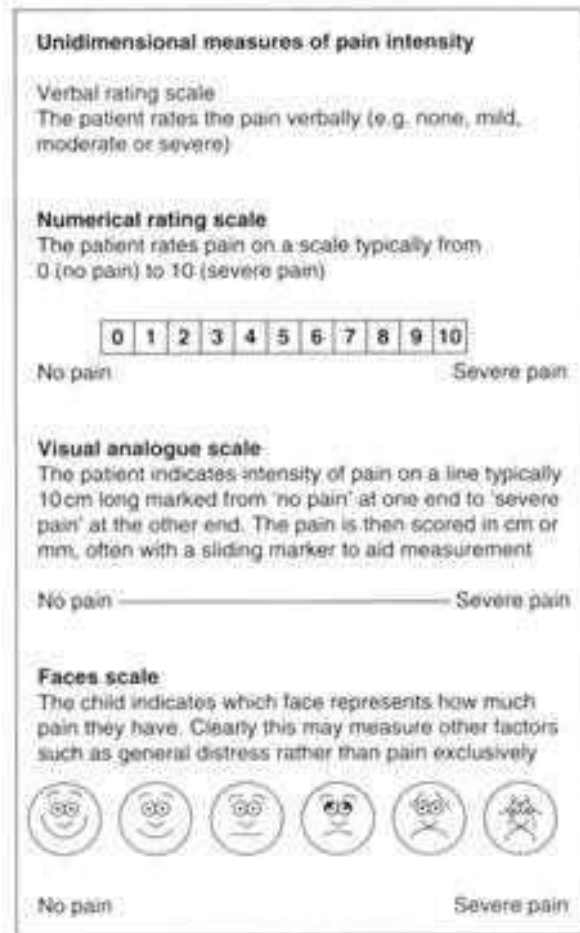 Unidimensional measures of pain intensity
Verbal rating scale
The patient rates the pain verbally (e.g. none, mild,
moderate or severe)
Numerical rating scale
The patient rates pain on a scale typically from
0 (no pain) to 10 (severe pain)
0 1 2 3 4 5 6 7 8 9 10
No pain Severe pain
Visual analogue scale
The patient indicates intensity of pain on a line typically
10cm long marked from 'no pain' at one end to 'severe
pain' at the other end. The pain is then scored in cm or
mm, often with a sliding marker to aid measurement
No pain Severe pain
Faces scale
The child indicates which face represents how much
pain they have. Clearly this may measure other factors
such as general distress rather than pain exclusively
No pain Severe pain